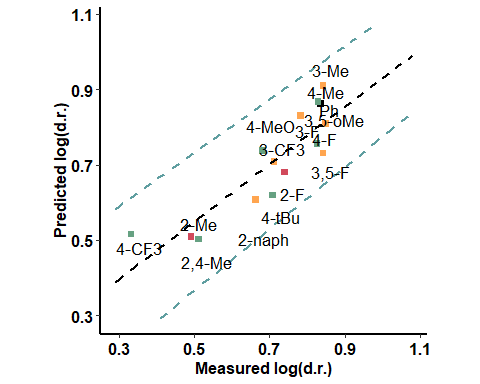 1.1
0.9
0.7
0.5
0.3
Predicted log(d.r.)
3-Me
4-Me
Ph
3,5-oMe
4-MeO
3-F
4-F
3-CF3
3,5-F
2-F
4-tBu
2-Me
2-naph
4-CF3
2,4-Me
0.3 0.5 0.7 0.9 1.1
Measured log(d.r.)